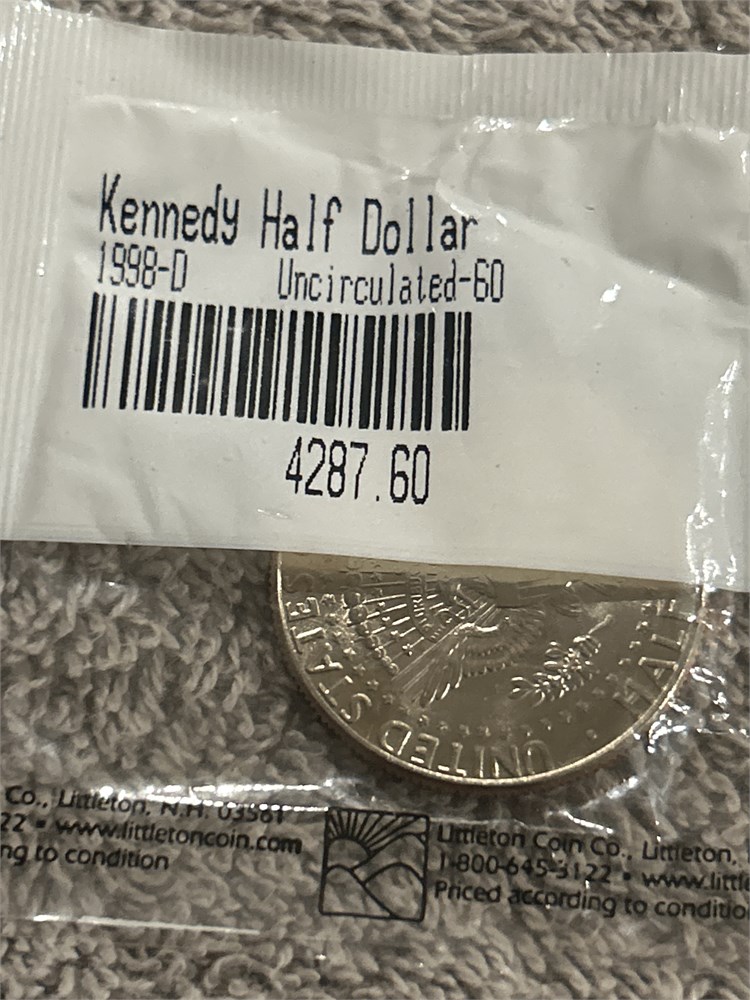 Kennedy Half Dollar
1998-D Uncirculated-60
4287.60
STATES
UNITED
HALF
Co., Littleton, N.H. 03561
22 • www.littletoncoin.com
ng to condition
Littleton Coin Co., Littleton,
1-800-645-3122 • www.littl
Priced according to conditio